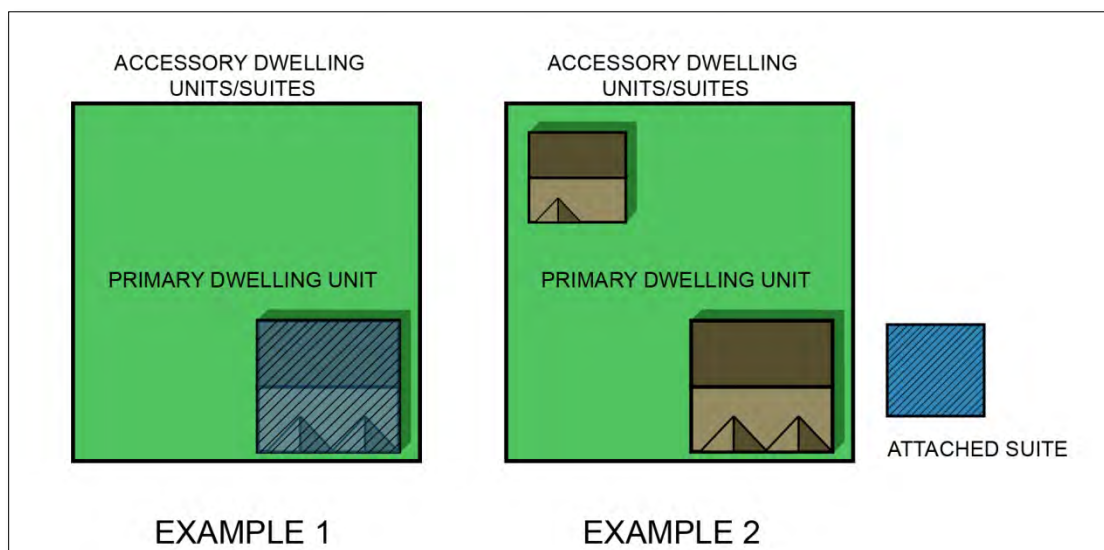 ACCESSORY DWELLING
UNITS/SUITES
PRIMARY DWELLING UNIT
EXAMPLE 1
ACCESSORY DWELLING
UNITS/SUITES
PRIMARY DWELLING UNIT
EXAMPLE 2
ATTACHED SUITE